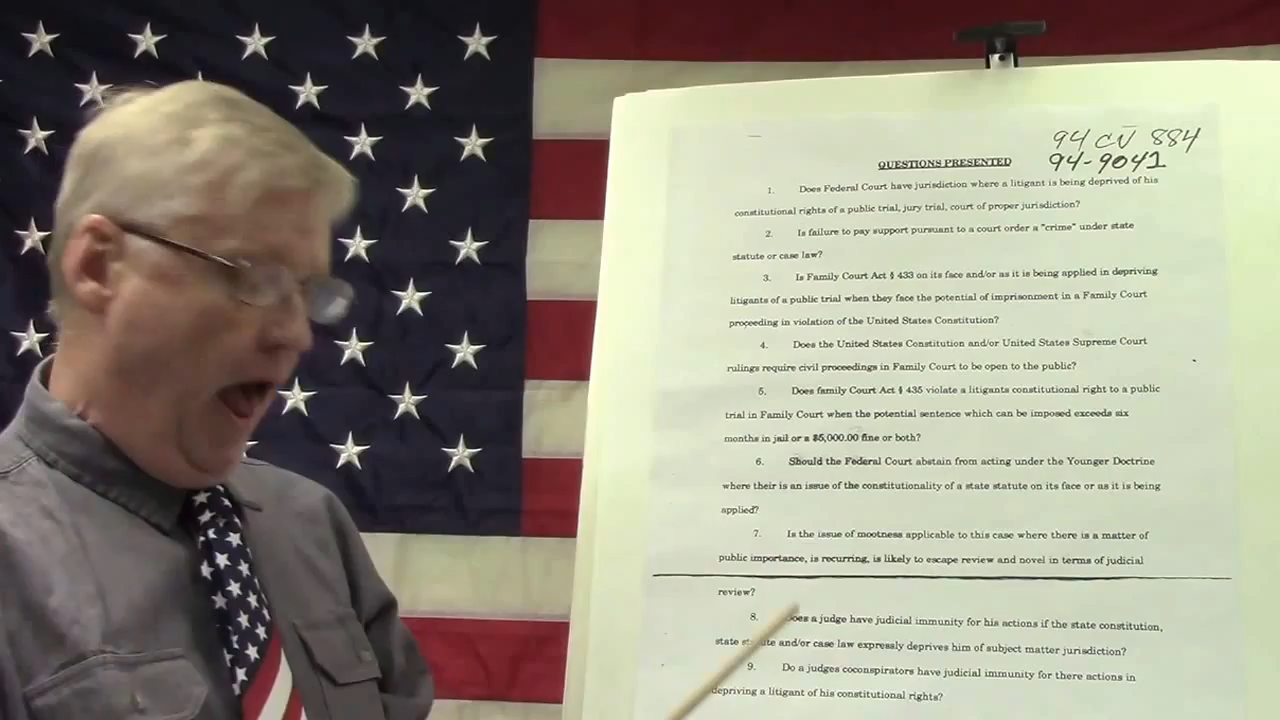 94 CV 884
94-9041
QUESTIONS PRESENTED
1. Does Federal Court have jurisdiction where a litigant is being deprived of his
constitutional rights of a public trial, jury trial, court of proper jurisdiction?
2. Is failure to pay support pursuant to a court order a "crime" under state
statute or case law?
3. Is Family Court Act § 433 on its face and/or as it is being applied in depriving
litigants of a public trial when they face the potential of imprisonment in a Family Court
proceeding in violation of the United States Constitution?
4. Does the United States Constitution and/or United States Supreme Court
rulings require civil proceedings in Family Court to be open to the public?
5. Does family Court Act § 435 violate a litigants constitutional right to a public
trial in Family Court when the potential sentence which can be imposed exceeds six
months in jail or a $5,000.00 fine or both?
6. Should the Federal Court abstain from acting under the Younger Doctrine
where their is an issue of the constitutionality of a state statute on its face or as it is being
applied?
7. Is the issue of mootness applicable to this case where there is a matter of
public importance, is recurring, is likely to escape review and novel in terms of judicial
review?
8. Does a judge have judicial immunity for his actions if the state constitution,
state statute and/or case law expressly deprives him of subject matter jurisdiction?
9. Do a judges coconspirators have judicial immunity for there actions in
depriving a litigant of his constitutional rights?